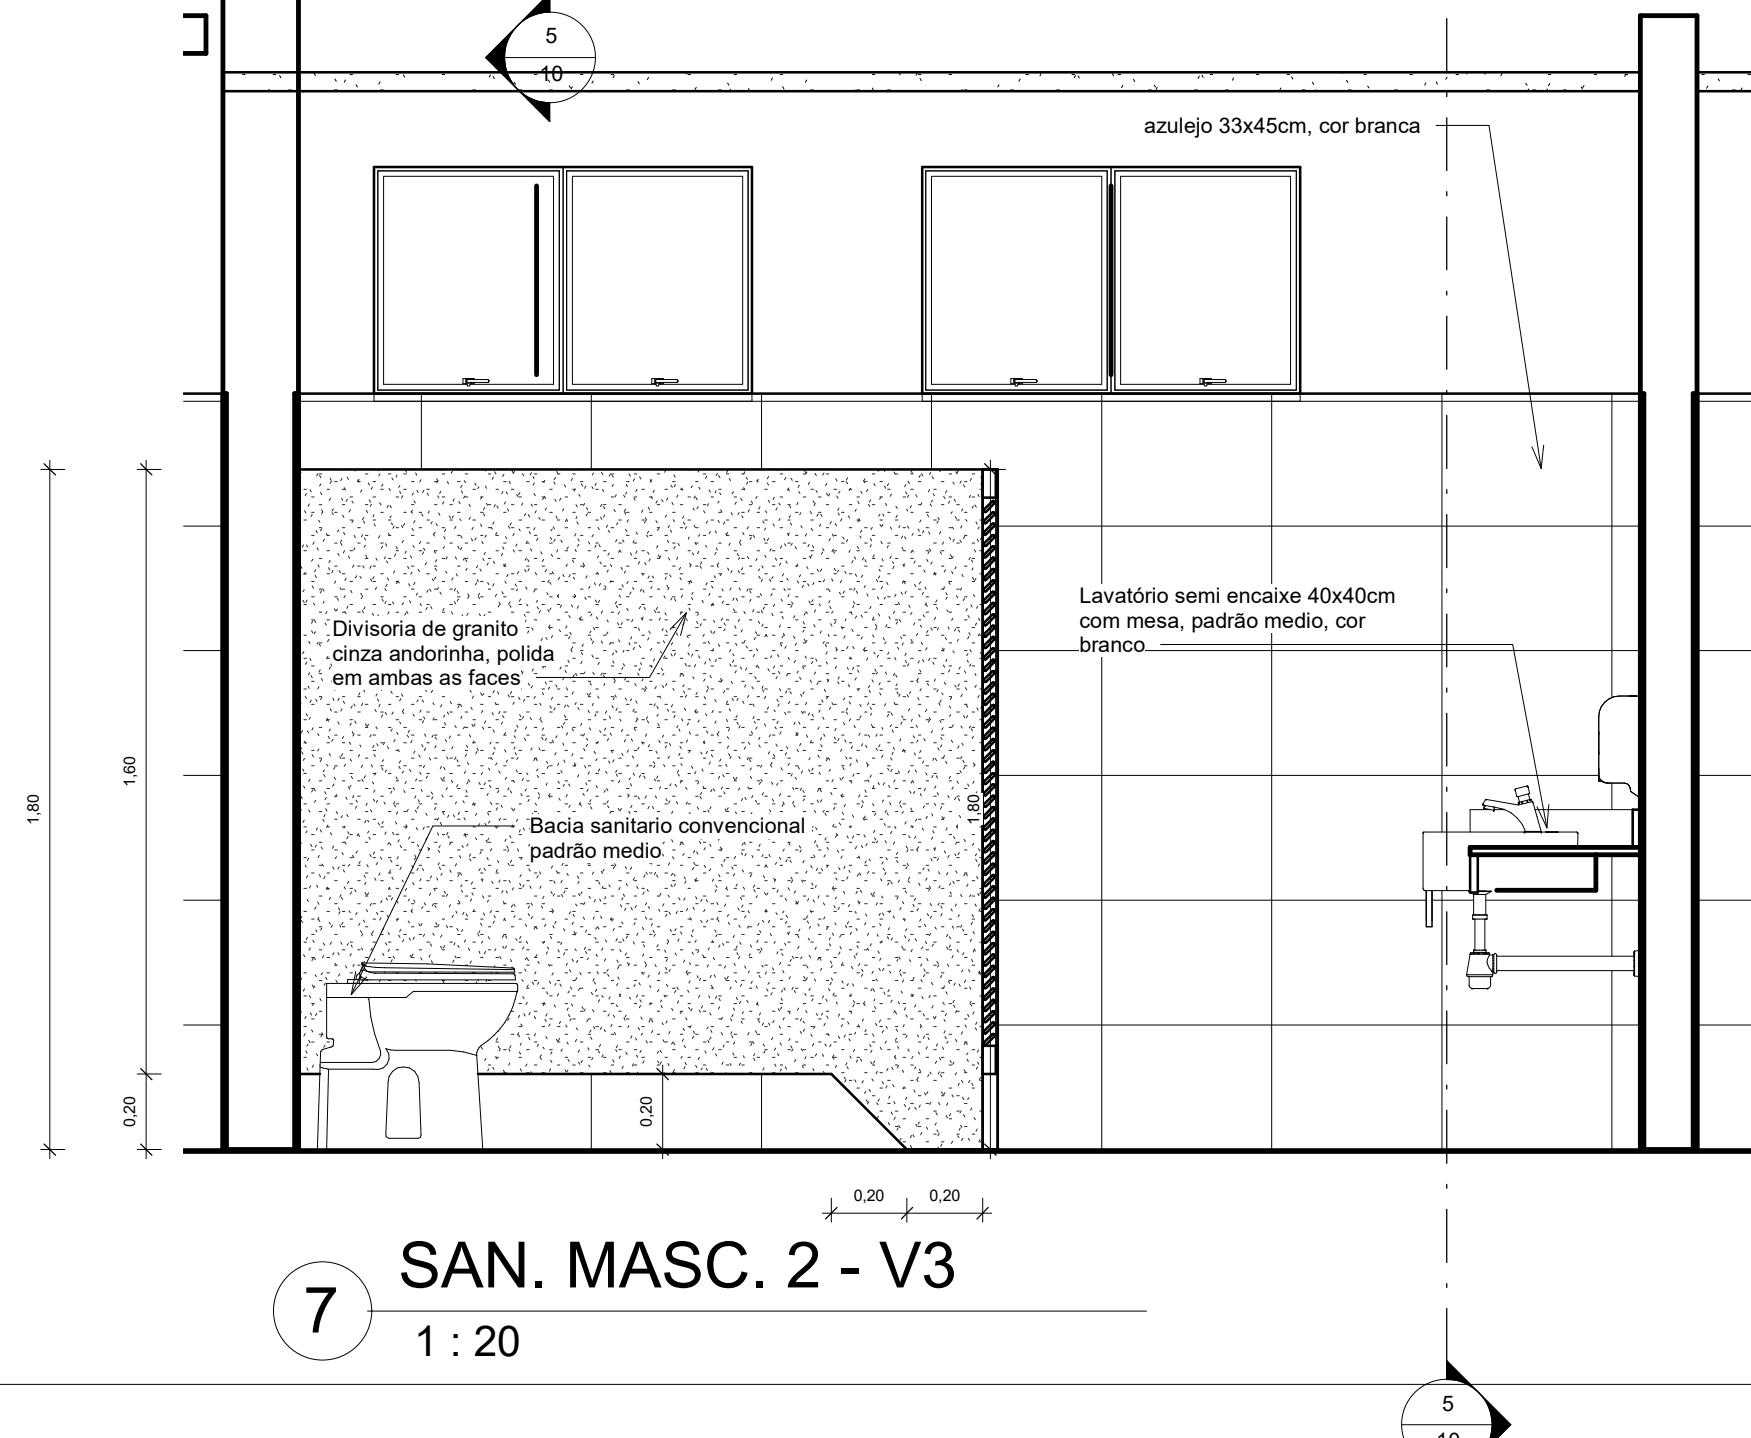 5
10
azulejo 33x45cm, cor branca
Lavatório semi encaixe 40x40cm
com mesa, padrão medio, cor
branco
Divisoria de granito
cinza andorinha, polida
em ambas as faces
1,80
1,60
1,80
Bacia sanitario convencional
padrão medio
0,20
0,20
0,20
0,20
SAN. MASC. 2 - V3
7
1 : 20
5
10